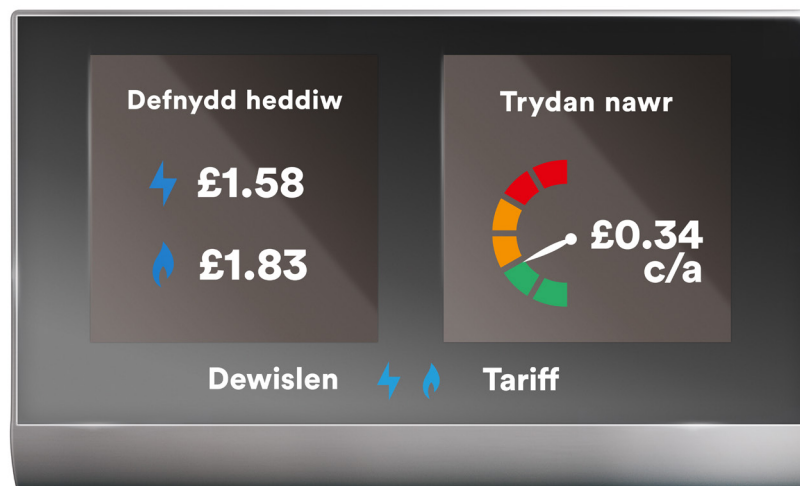 Defnydd heddiw
£1.58
£1.83
Trydan nawr
£0.34
c/a
Dewislen
Tariff